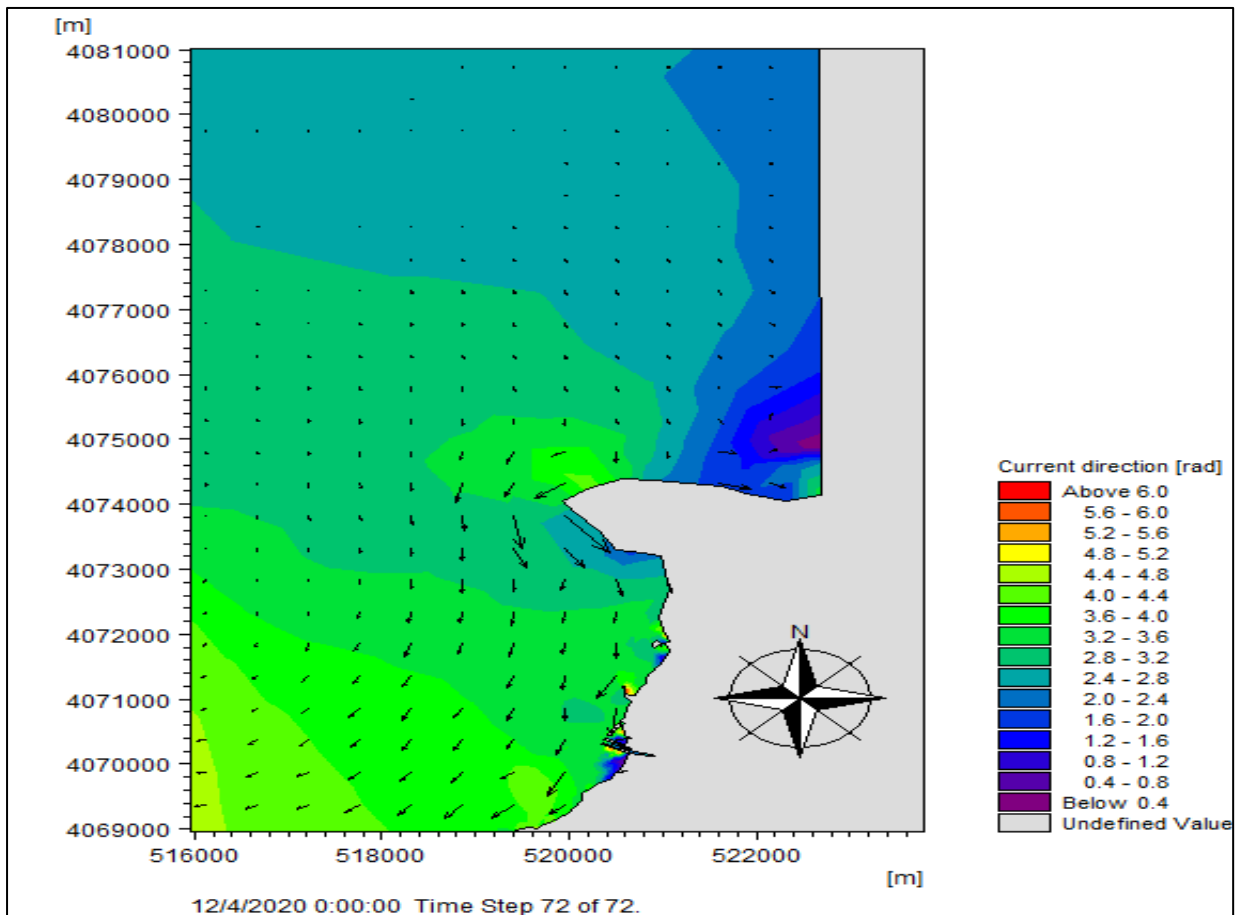 [m]
4081000
4080000
4079000
4078000
4077000
4076000
4075000
4074000
4073000
4072000
4071000
4070000
4069000
516000 518000 520000 522000
[m]
12/4/2020 0:00:00 Time Step 72 of 72.
N
Current direction [rad]
Above 6.0
5.6 - 6.0
5.2 - 5.6
4.8 - 5.2
4.4 - 4.8
4.0 - 4.4
3.6 - 4.0
3.2 - 3.6
2.8 - 3.2
2.4 - 2.8
2.0 - 2.4
1.6 - 2.0
1.2 - 1.6
0.8 - 1.2
0.4 - 0.8
Below 0.4
Undefined Value